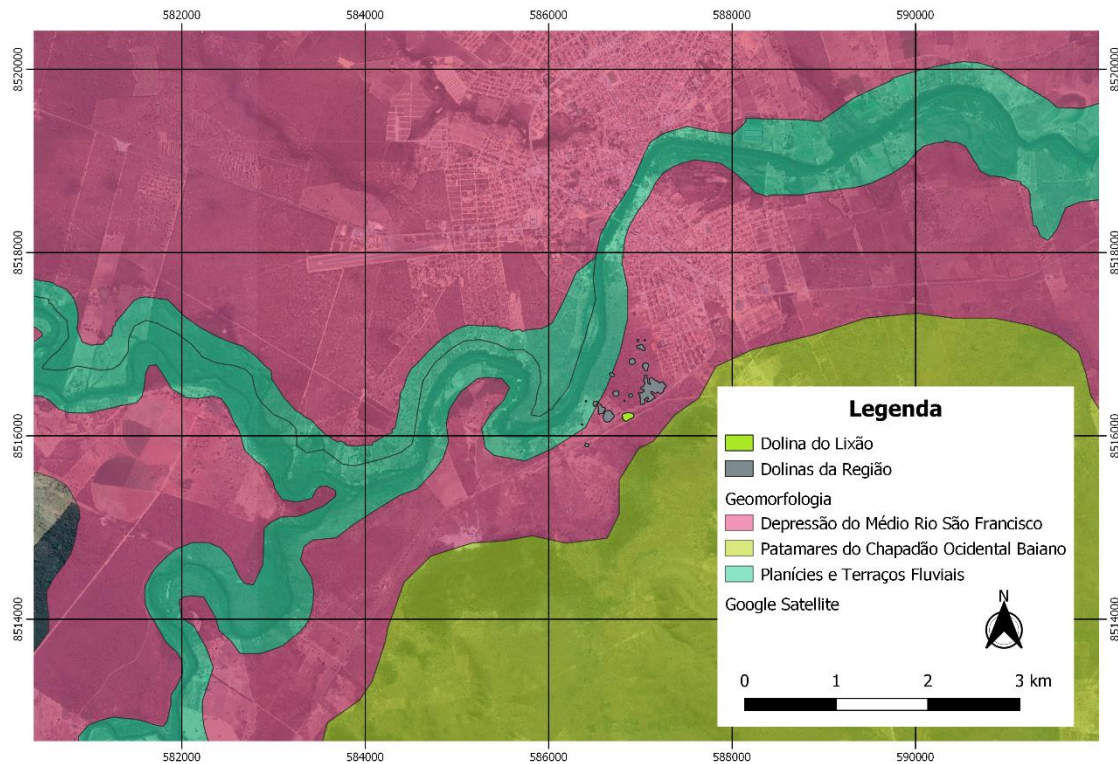 582000 584000 586000 588000 590000
8520000 8520000
8518000 8518000
8516000 8516000
8514000 8514000
Legenda
Dolina do Lixão
Dolinas da Região
Geomorfologia
Depressão do Médio Rio São Francisco
Patamares do Chapadão Ocidental Baiano
Planícies e Terraços Fluviais
Google Satellite
N
0 1 2 3 km
582000 584000 586000 588000 590000